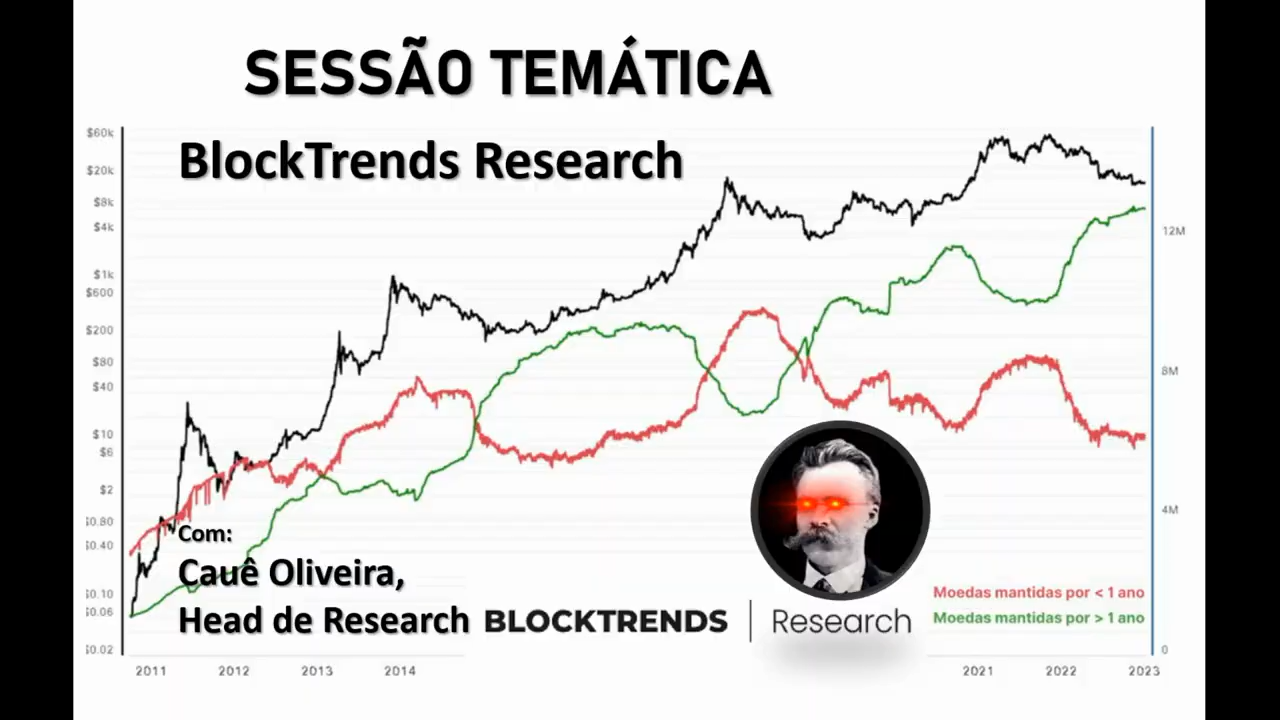 SESSÃO TEMÁTICA
BlockTrends Research
$60k
$20k
$8k
$4k
$1k
$600
$200
$80
$40
$10
$6
$2
$0.80
$0.40
$0.10
$0.06
$0.02
12M
8M
4M
0
Com:
Cauê Oliveira,
Head de Research
BLOCKTRENDS | Research
Moedas mantidas por < 1 ano
Moedas mantidas por > 1 ano
2011 2012 2013 2014 2021 2022 2023